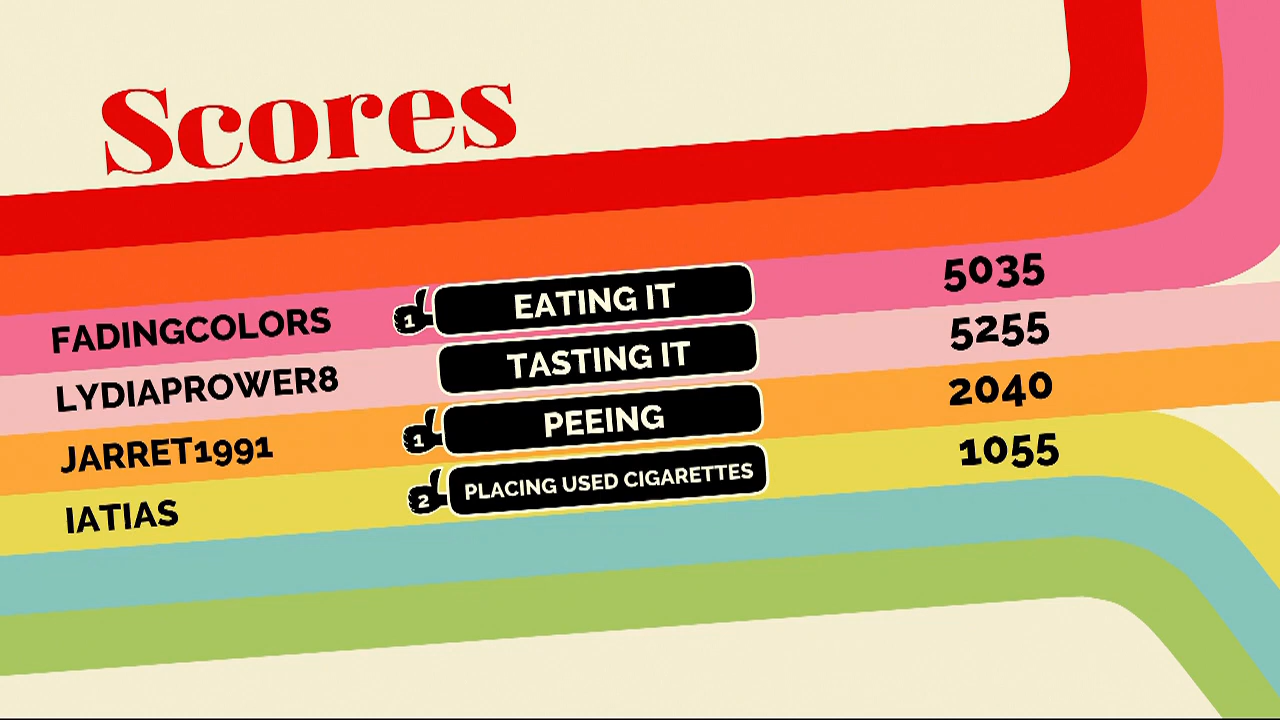 Scores
FADINGCOLORS 1 EATING IT 5035
LYDIAPROWER8 TASTING IT 5255
JARRET1991 1 PEEING 2040
IATIAS 2 PLACING USED CIGARETTES 1055